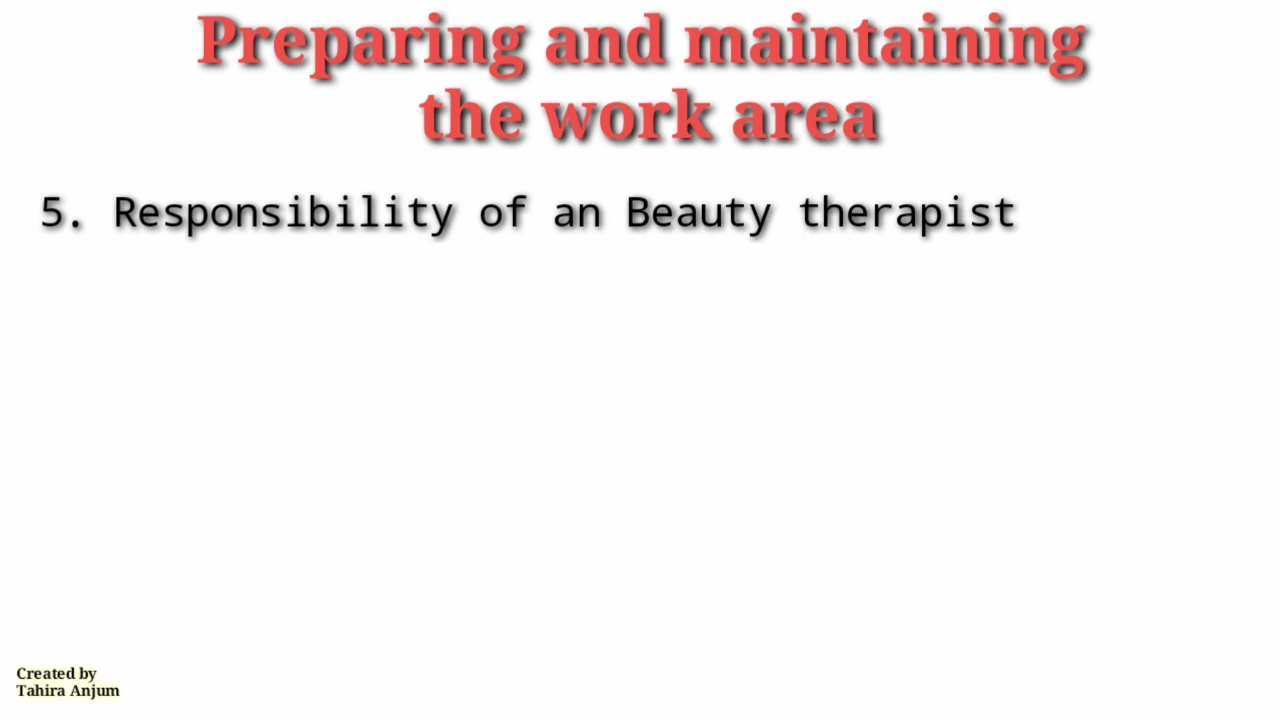 Preparing and maintaining
the work area
5. Responsibility of an Beauty therapist
Created by
Tahira Anjum